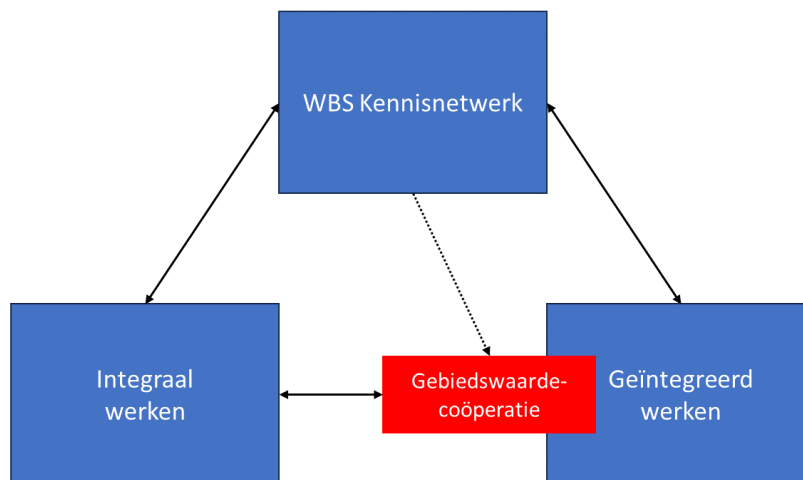 WBS Kennisnetwerk
Integraal
werken
Gebiedswaarde-
coöperatie
Geïntegreerd
werken